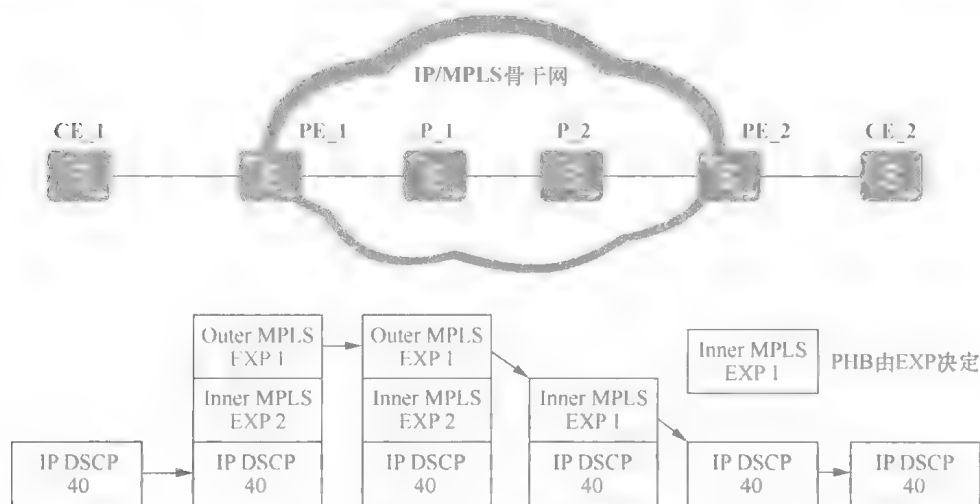 IP/MPLS骨干网
CE_1
PE_1
P_1
P_2
PE_2
CE_2
Outer MPLS
EXP 1
Outer MPLS
EXP 1
Inner MPLS
EXP 1
PHB由EXP决定
Inner MPLS
EXP 2
Inner MPLS
EXP 2
Inner MPLS
EXP 1
IP DSCP
40
IP DSCP
40
IP DSCP
40
IP DSCP
40
IP DSCP
40
IP DSCP
40